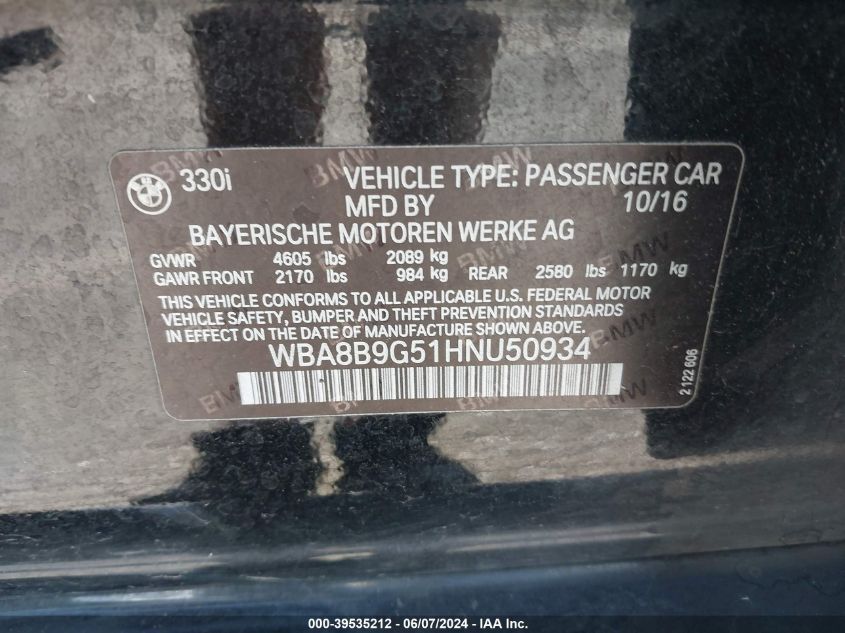 330i VEHICLE TYPE: PASSENGER CAR
MFD BY 10/16
BAYERISCHE MOTOREN WERKE AG
GVWR 4605 lbs 2089 kg
GAWR FRONT 2170 lbs 984 kg REAR 2580 lbs 1170 kg
THIS VEHICLE CONFORMS TO ALL APPLICABLE U.S. FEDERAL MOTOR
VEHICLE SAFETY, BUMPER AND THEFT PREVENTION STANDARDS
IN EFFECT ON THE DATE OF MANUFACTURE SHOWN ABOVE.
WBA8B9G51HNU50934
2 122 606
000-39535212 - 06/07/2024 - IAA Inc.